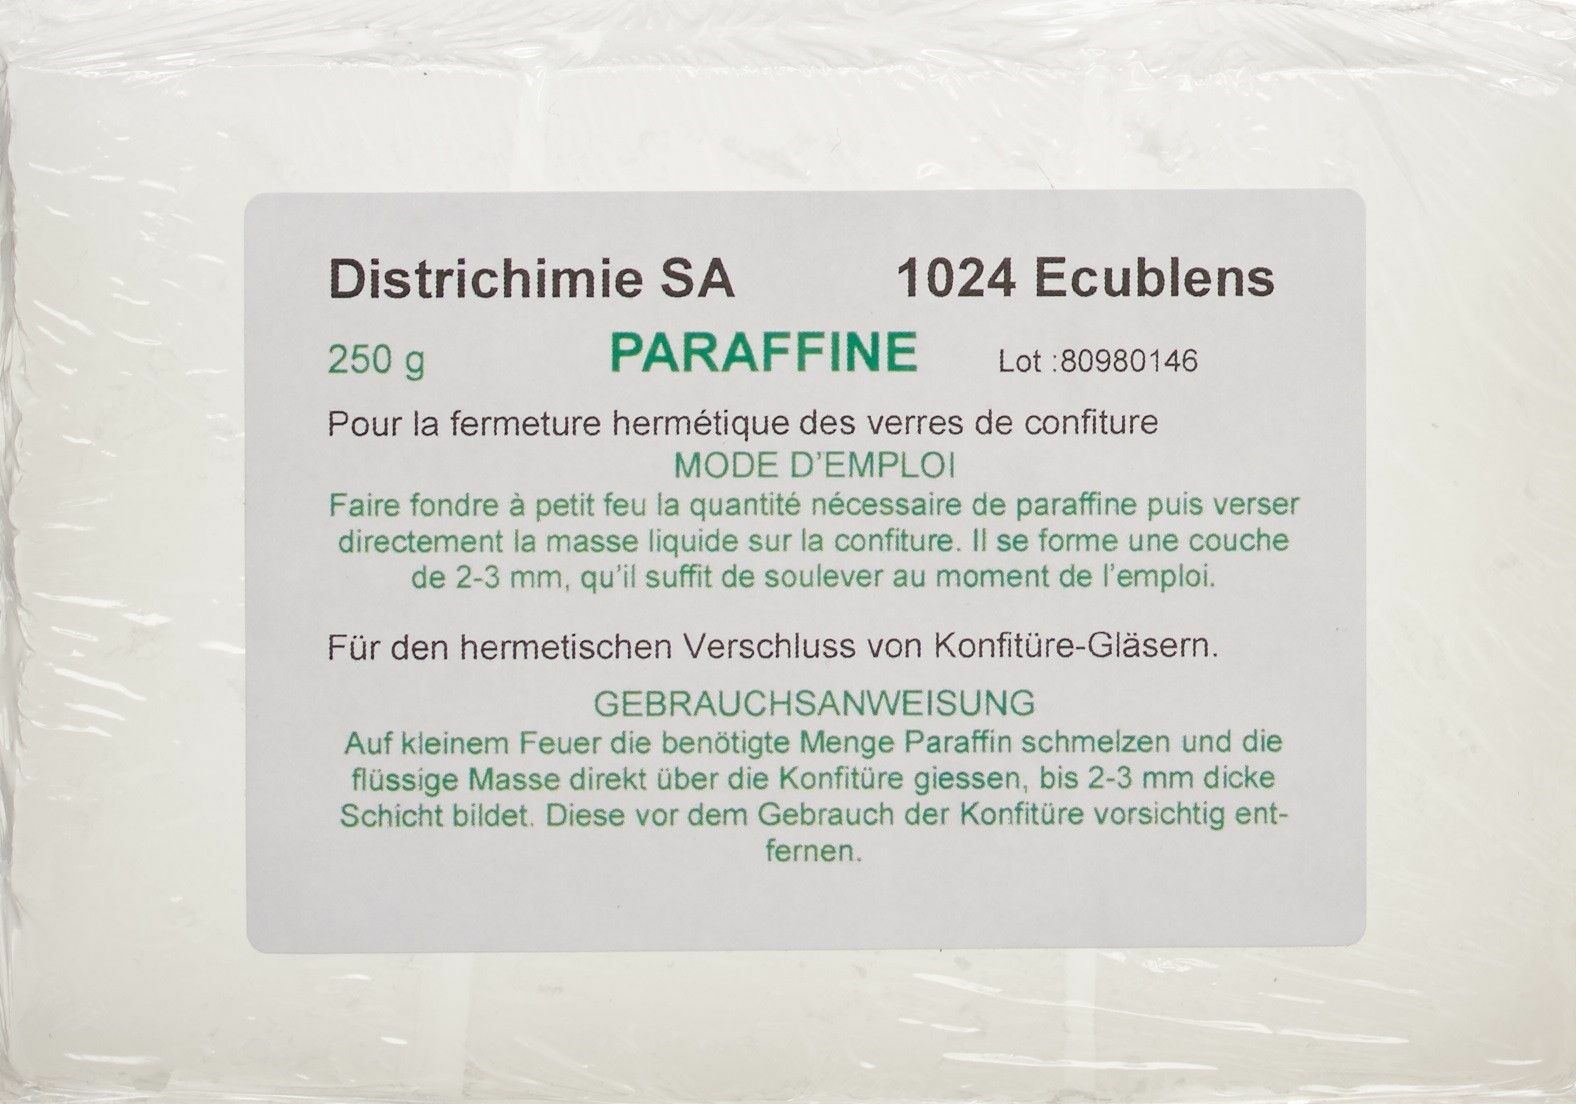 Districhimie SA 1024 Ecublens
250 g PARAFFINE Lot :80980146
Pour la fermeture hermétique des verres de confiture
MODE D'EMPLOI
Faire fondre à petit feu la quantité nécessaire de paraffine puis verser
directement la masse liquide sur la confiture. Il se forme une couche
de 2-3 mm, qu'il suffit de soulever au moment de l'emploi.
Für den hermetischen Verschluss von Konfitüre-Gläsern.
GEBRAUCHSANWEISUNG
Auf kleinem Feuer die benötigte Menge Paraffin schmelzen und die
flüssige Masse direkt über die Konfitüre giessen, bis 2-3 mm dicke
Schicht bildet. Diese vor dem Gebrauch der Konfitüre vorsichtig ent-
fernen.